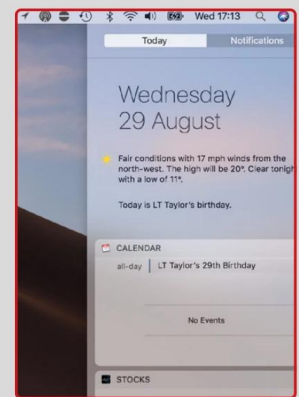 Wed 17:13
Today Notifications
Wednesday
29 August
Fair conditions with 17 mph winds from the
north-west. The high will be 20°. Clear tonigh
with a low of 11°.
Today is LT Taylor's birthday.
CALENDAR
all-day LT Taylor's 29th Birthday
No Events
STOCKS